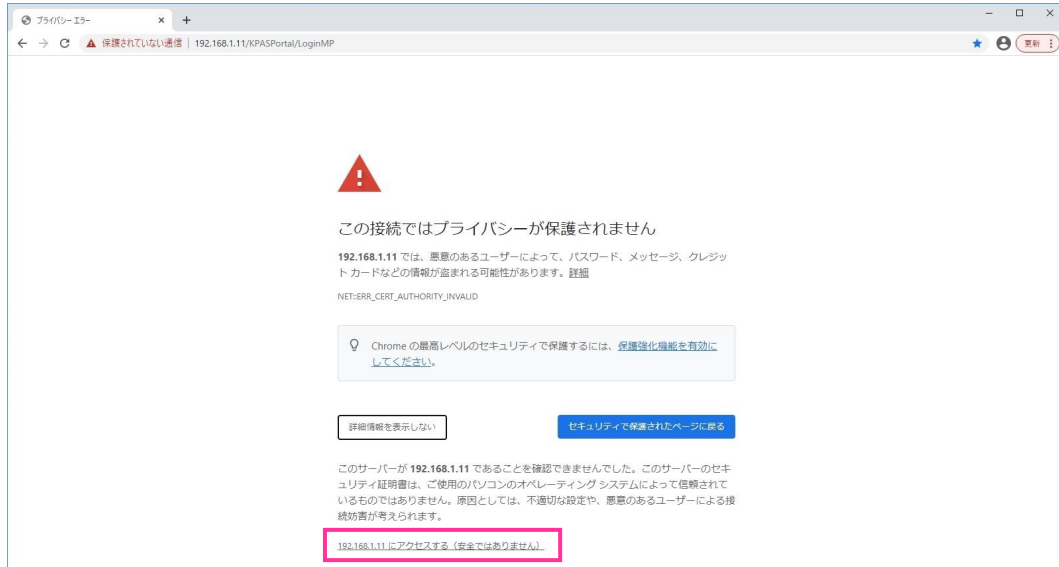 プライバシー エラー
保護されていない通信 | 192.168.1.11/KPASPortal/LoginMP
更新
この接続ではプライバシーが保護されません
192.168.1.11 では、悪意のあるユーザーによって、パスワード、メッセージ、クレジッ
ト カードなどの情報が盗まれる可能性があります。詳細
NET::ERR_CERT_AUTHORITY_INVALID
Chrome の最高レベルのセキュリティで保護するには、保護強化機能を有効に
してください。
詳細情報を表示しない
セキュリティで保護されたページに戻る
このサーバーが 192.168.1.11 であることを確認できませんでした。このサーバーのセキ
ュリティ証明書は、ご使用のパソコンのオペレーティング システムによって信頼されて
いるものではありません。原因としては、不適切な設定や、悪意のあるユーザーによる接
続妨害が考えられます。
192.168.1.11 にアクセスする（安全ではありません）